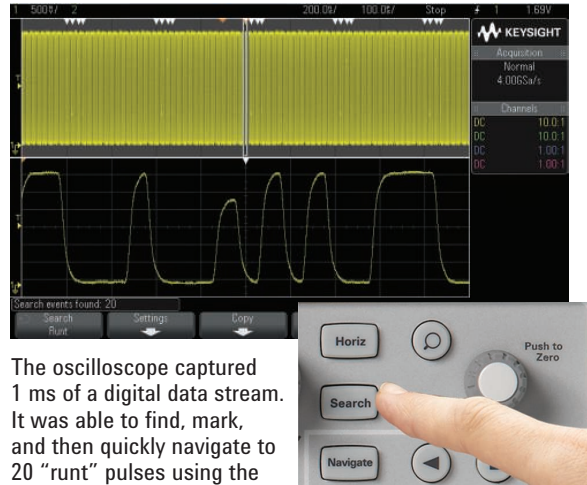 1 500▽/ 2 200.0▽/ 100.0▽/ Stop 1 1.69V
KEYSIGHT
Acquisition
Normal
4.00GSa/s
Channels
DC 10.0:1
DC 10.0:1
DC 1.00:1
DC 1.00:1
Search events found: 20
Search Settings Copy
Runt
The oscilloscope captured
1 ms of a digital data stream.
It was able to find, mark,
and then quickly navigate to
20 “runt” pulses using the
Horiz
Push to
Zero
Search
Navigate